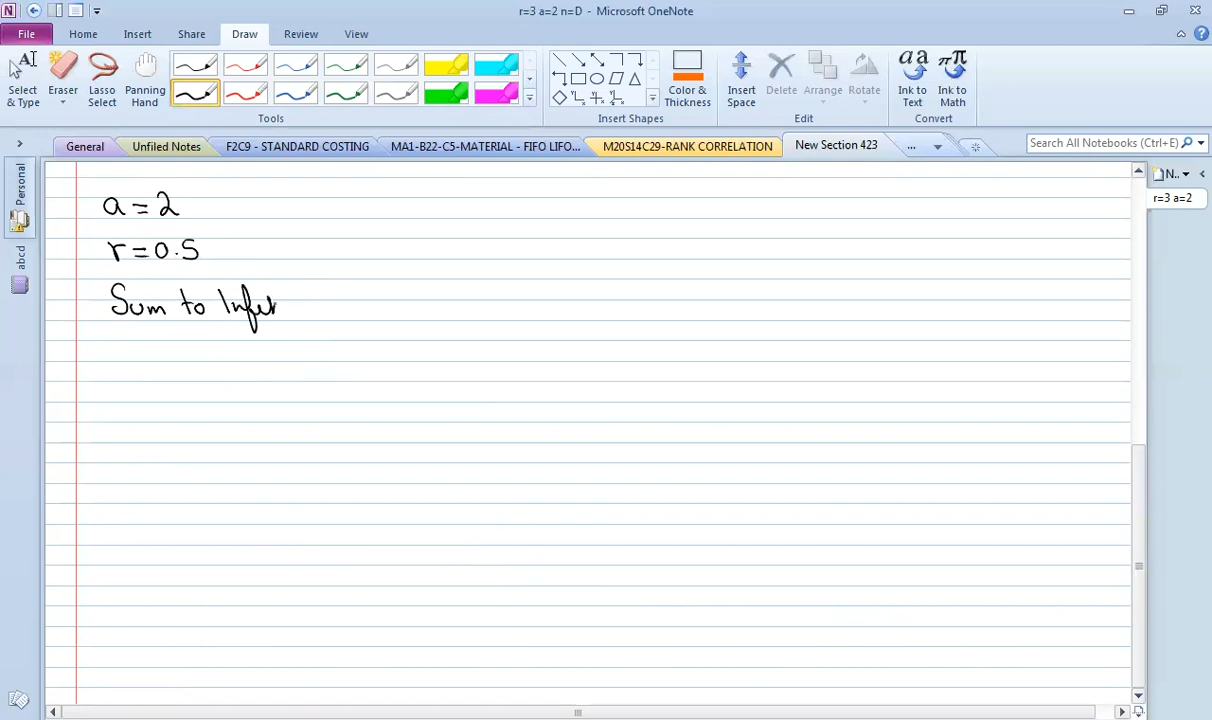 r=3 a=2 n=D - Microsoft OneNote
File Home Insert Draw Share Review View
Select & Type
Eraser
Lasso Select
Panning Hand
Color & Thickness
Insert Space
Delete
Arrange
Rotate
Ink to Text
Ink to Math
Tools
Insert Shapes
Edit
Convert
General Unfiled Notes F2C9 - STANDARD COSTING MA1-B22-C5-MATERIAL - FIFO LIFO... M20S14C29-RANK CORRELATION New Section 423 ... Search All Notebooks (Ctrl+E)
Personal
abcd
N..
r=3 a=2
a = 2
r = 0.5
Sum to